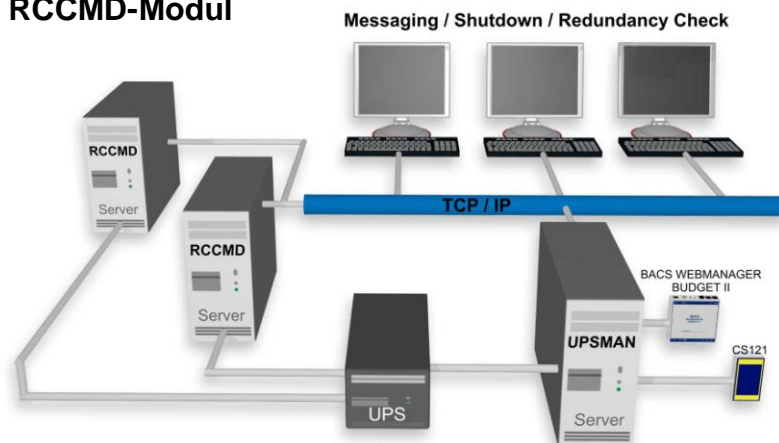 RCCMD-Modul
Messaging / Shutdown / Redundancy Check
RCCMD
Server
TCP / IP
RCCMD
Server
BACS WEBMANAGER
BUDGET II
UPSMAN
CS121
UPS
Server